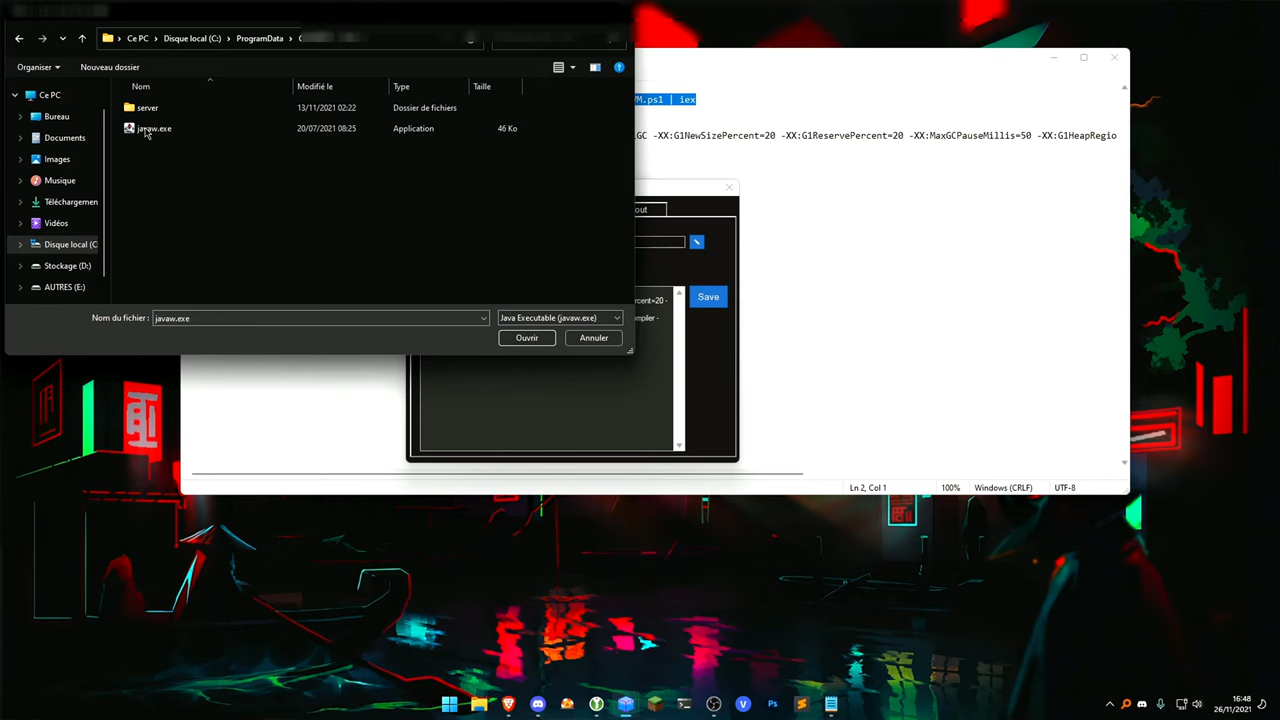 Ce PC > Disque local (C:) > ProgramData >
Organiser
Nouveau dossier
Nom
Modifié le
Type
Taille
Ce PC
Bureau
Documents
Images
Musique
Téléchargemen
Vidéos
Disque local (C
Stockage (D:)
AUTRES (E:)
server
13/11/2021 02:22
Dossier de fichiers
javaw.exe
20/07/2021 08:25
Application
46 Ko
Nom du fichier :
javaw.exe
Java Executable (javaw.exe)
Ouvrir
Annuler
M.ps1 | iex
GC -XX:G1NewSizePercent=20 -XX:G1ReservePercent=20 -XX:MaxGCPauseMillis=50 -XX:G1HeapRegio
out
rcent=20 -
mpiler -
Save
Ln 2, Col 1
100%
Windows (CRLF)
UTF-8
Ps
16:48
26/11/2021